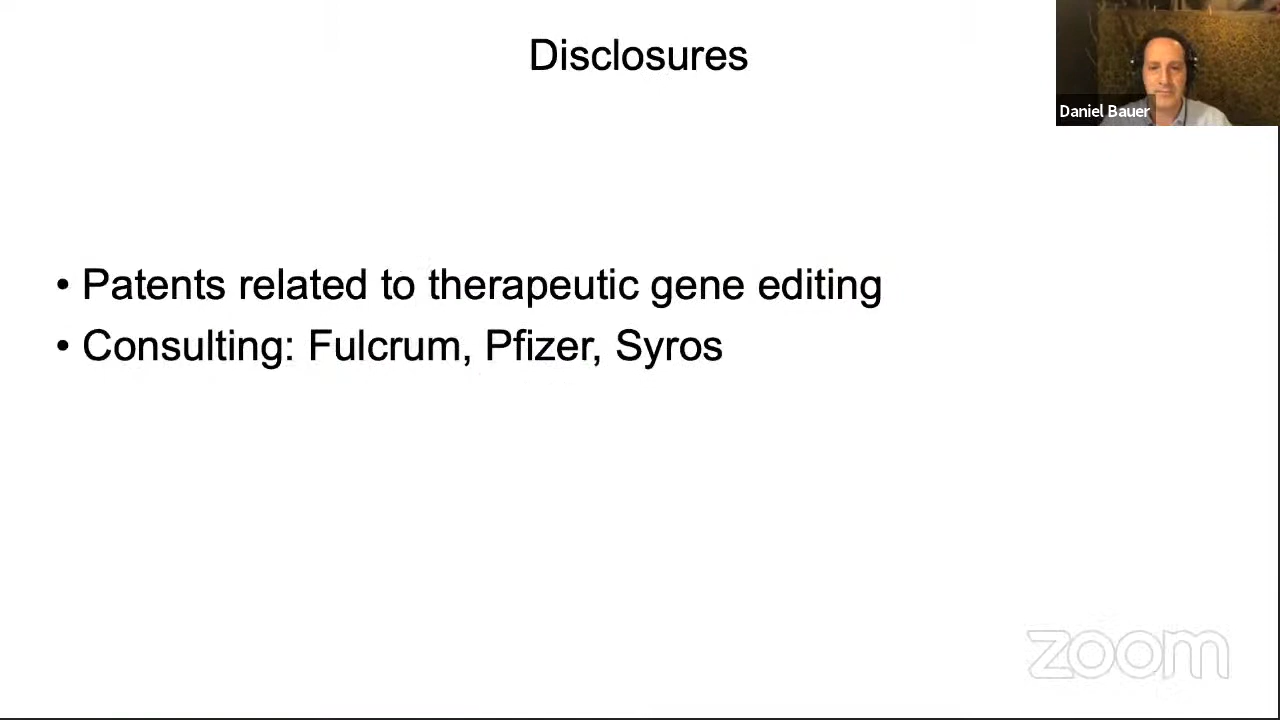 Disclosures
Daniel Bauer
• Patents related to therapeutic gene editing
• Consulting: Fulcrum, Pfizer, Syros
zoom